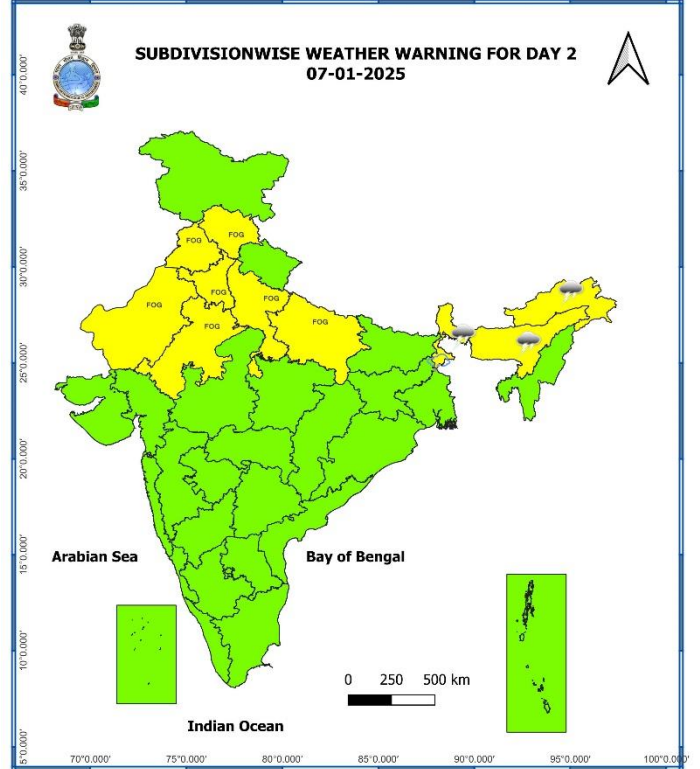 SUBDIVISIONWISE WEATHER WARNING FOR DAY 2
07-01-2025
40°0.000'
35°0.000'
30°0.000'
25°0.000'
20°0.000'
15°0.000'
10°0.000'
5°0.000'
FOG
FOG
FOG
FOG
FOG
FOG
FOG
Arabian Sea
Bay of Bengal
0 250 500 km
Indian Ocean
70°0.000' 75°0.000' 80°0.000' 85°0.000' 90°0.000' 95°0.000' 100°0.000'